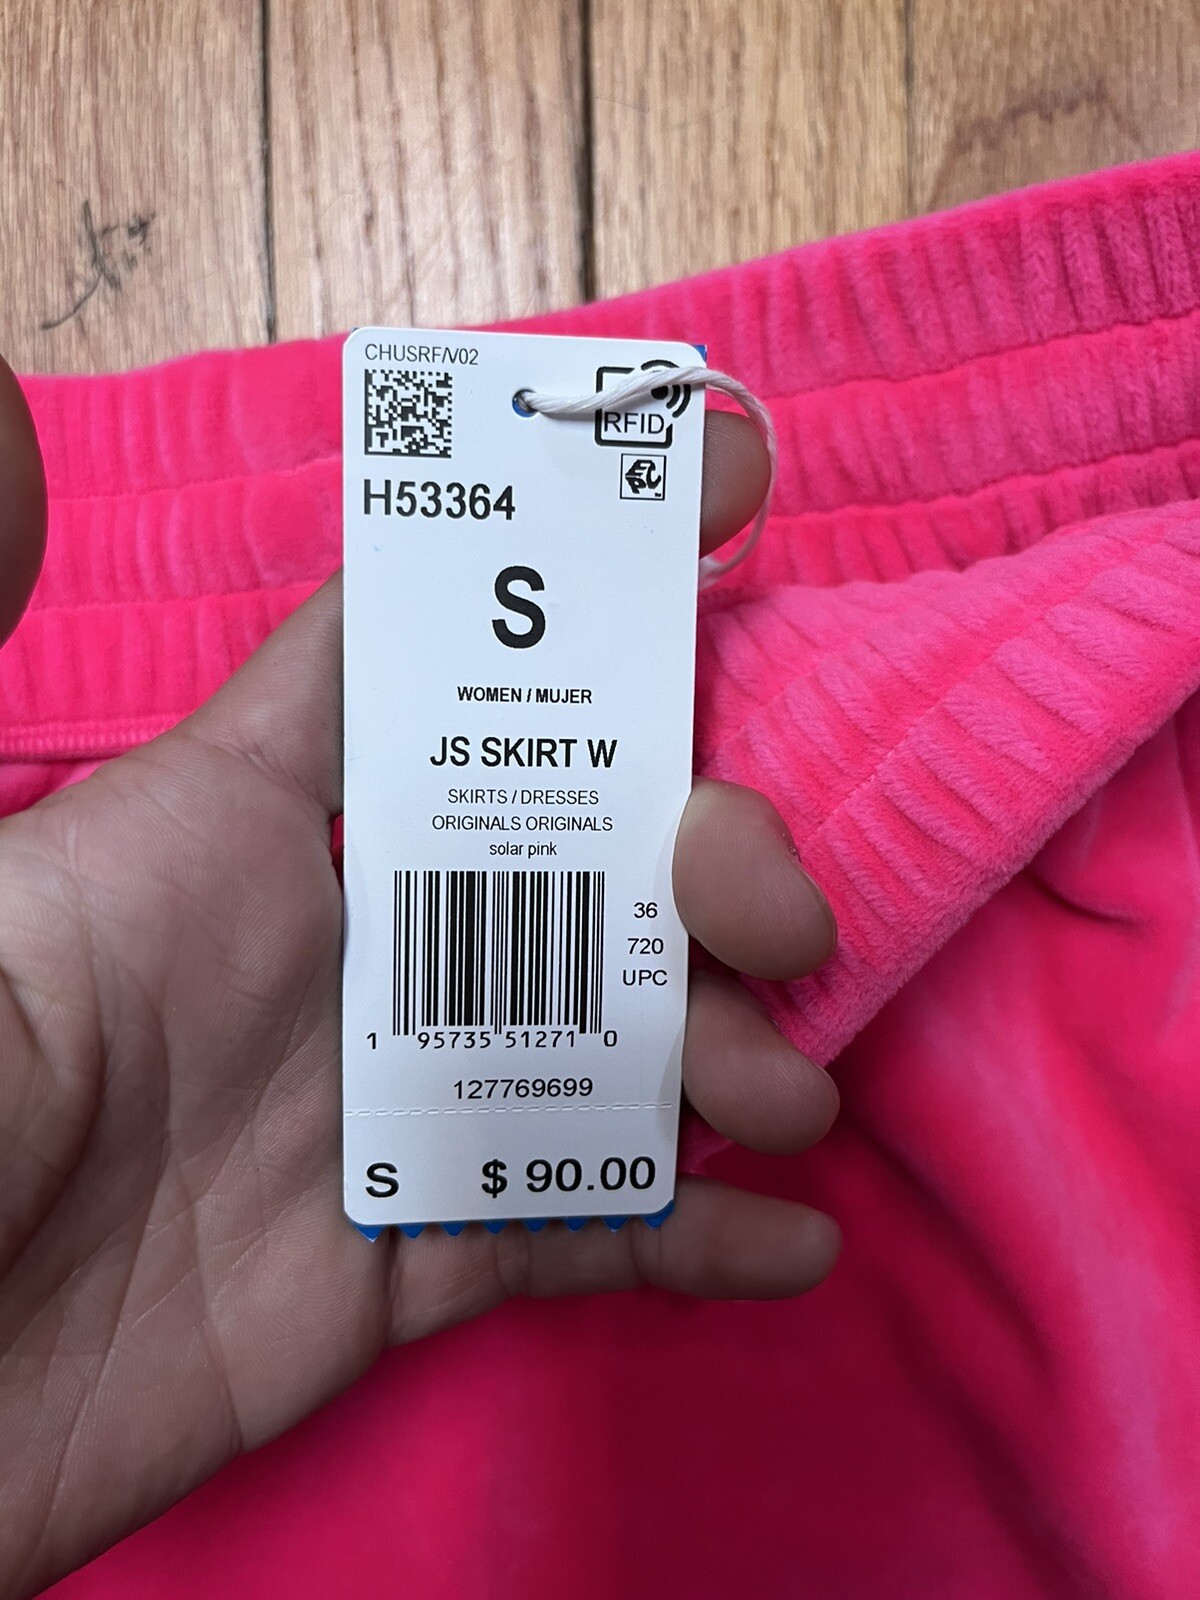 CHUSRF/V02
RFID
EPC
H53364
S
WOMEN / MUJER
JS SKIRT W
SKIRTS / DRESSES
ORIGINALS ORIGINALS
solar pink
36
720
UPC
1 95735 51271 0
127769699
S $ 90.00